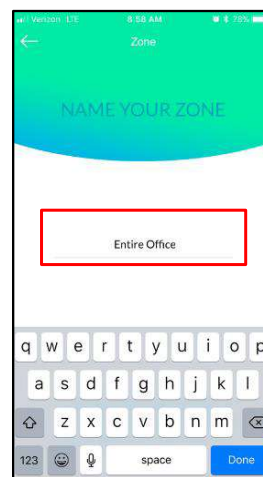 Verizon LTE 8:58 AM 78%
Zone
NAME YOUR ZONE
Entire Office
q w e r t y u i o p
a s d f g h j k l
z x c v b n m
123 space Done